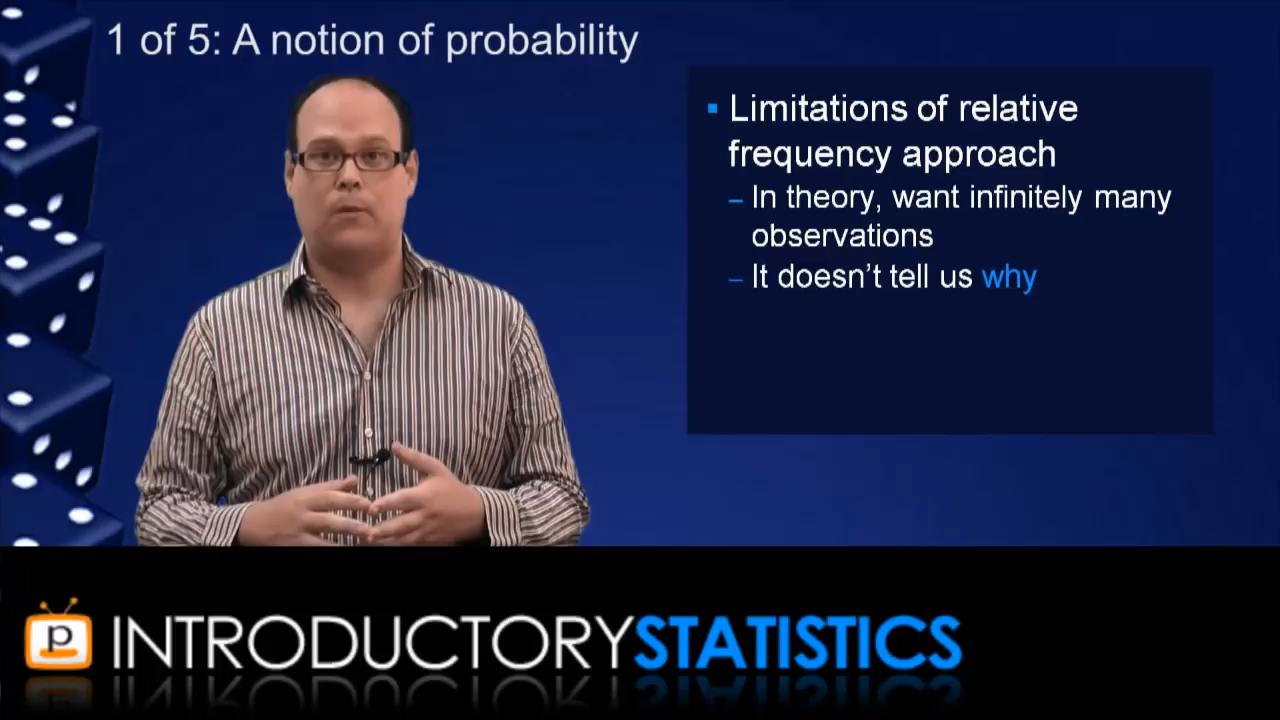 1 of 5: A notion of probability
▪ Limitations of relative
frequency approach
– In theory, want infinitely many
observations
– It doesn't tell us why
p INTRODUCTORYSTATISTICS